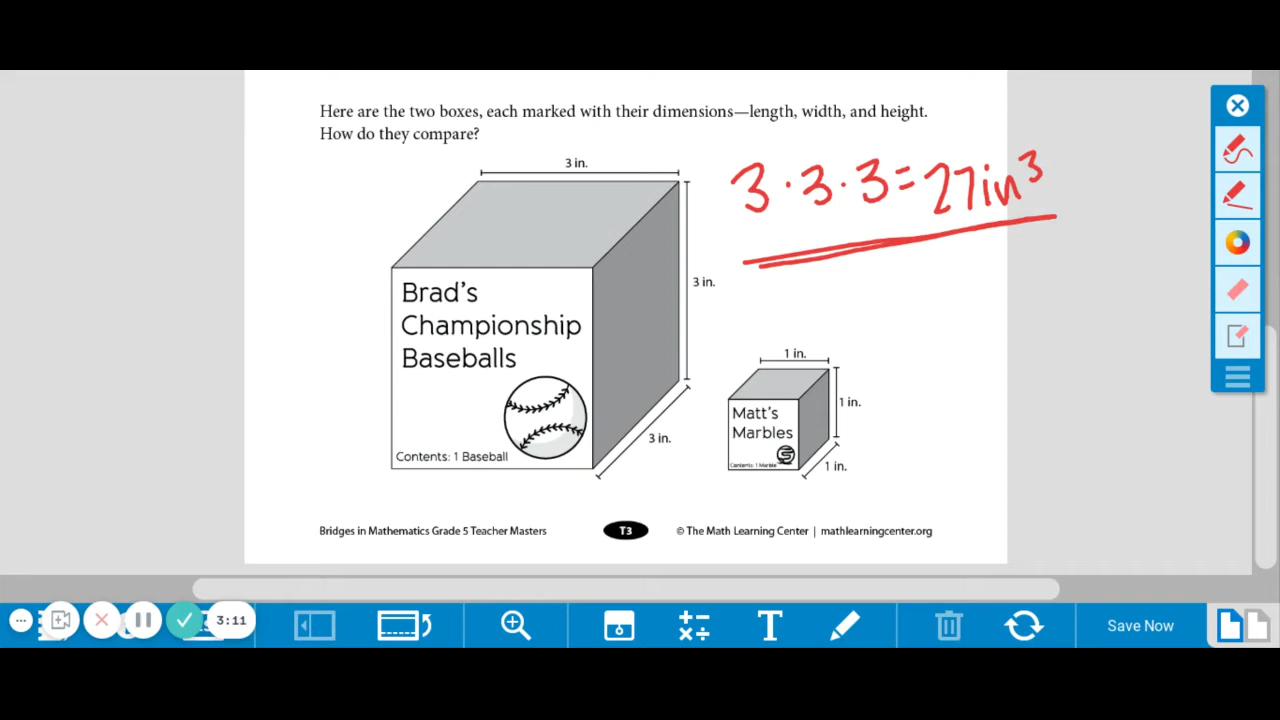 Here are the two boxes, each marked with their dimensions—length, width, and height.
How do they compare?
3 in.
3 · 3 · 3 = 27in³
3 in.
Brad's
Championship
Baseballs
Contents: 1 Baseball
3 in.
1 in.
1 in.
Matt's
Marbles
Contents: 1 Marble
1 in.
Bridges in Mathematics Grade 5 Teacher Masters
T3
© The Math Learning Center | mathlearningcenter.org
3:11
T
Save Now